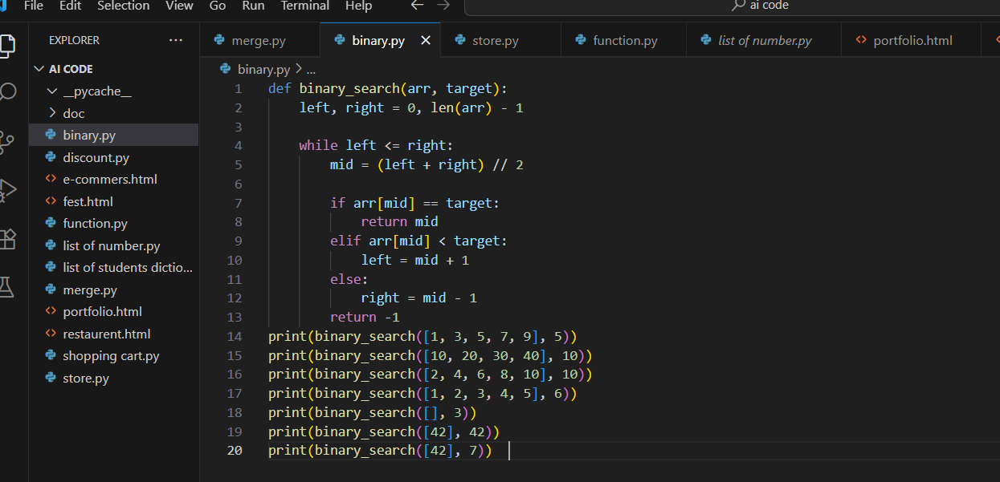 File Edit Selection View Go Run Terminal Help ai code
EXPLORER ...
merge.py binary.py store.py function.py list of number.py portfolio.html
AI CODE
__pycache__
doc
binary.py
discount.py
e-commers.html
fest.html
function.py
list of number.py
list of students dictio...
merge.py
portfolio.html
restaurent.html
shopping cart.py
store.py
binary.py > ...
1 def binary_search(arr, target):
2     left, right = 0, len(arr) - 1
3
4     while left <= right:
5         mid = (left + right) // 2
6
7         if arr[mid] == target:
8             return mid
9         elif arr[mid] < target:
10             left = mid + 1
11         else:
12             right = mid - 1
13         return -1
14 print(binary_search([1, 3, 5, 7, 9], 5))
15 print(binary_search([10, 20, 30, 40], 10))
16 print(binary_search([2, 4, 6, 8, 10], 10))
17 print(binary_search([1, 2, 3, 4, 5], 6))
18 print(binary_search([], 3))
19 print(binary_search([42], 42))
20 print(binary_search([42], 7))